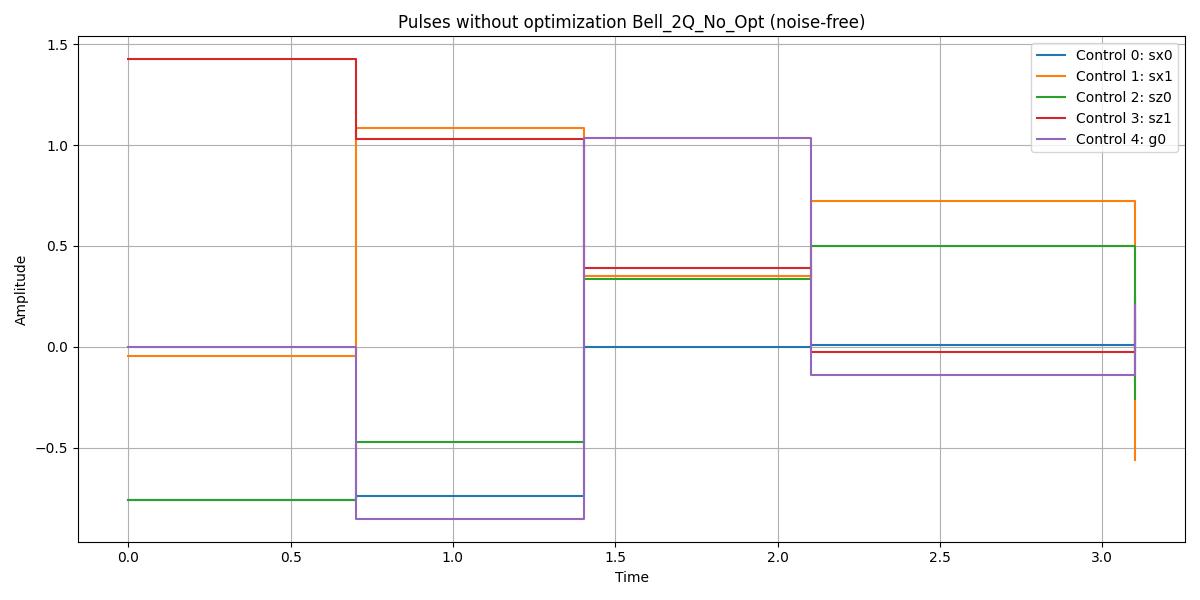 Pulses without optimization Bell_2Q_No_Opt (noise-free)
Control 0: sx0
Control 1: sx1
Control 2: sz0
Control 3: sz1
Control 4: g0
Amplitude
1.5
1.0
0.5
0.0
−0.5
0.0 0.5 1.0 1.5 2.0 2.5 3.0
Time